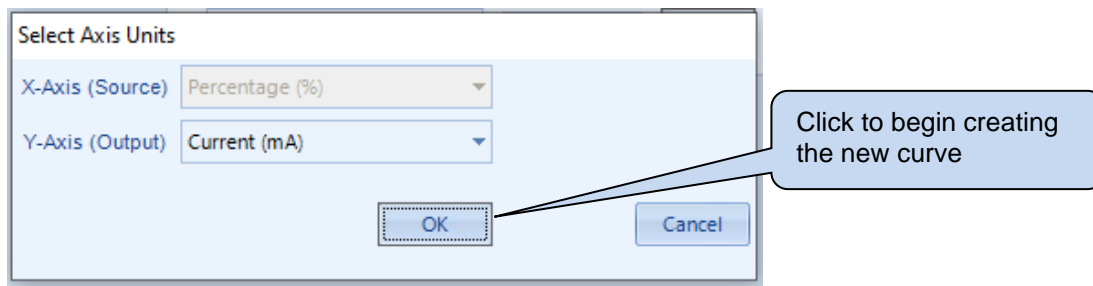 Select Axis Units
X-Axis (Source) Percentage (%)
Y-Axis (Output) Current (mA)
Click to begin creating
the new curve
OK
Cancel